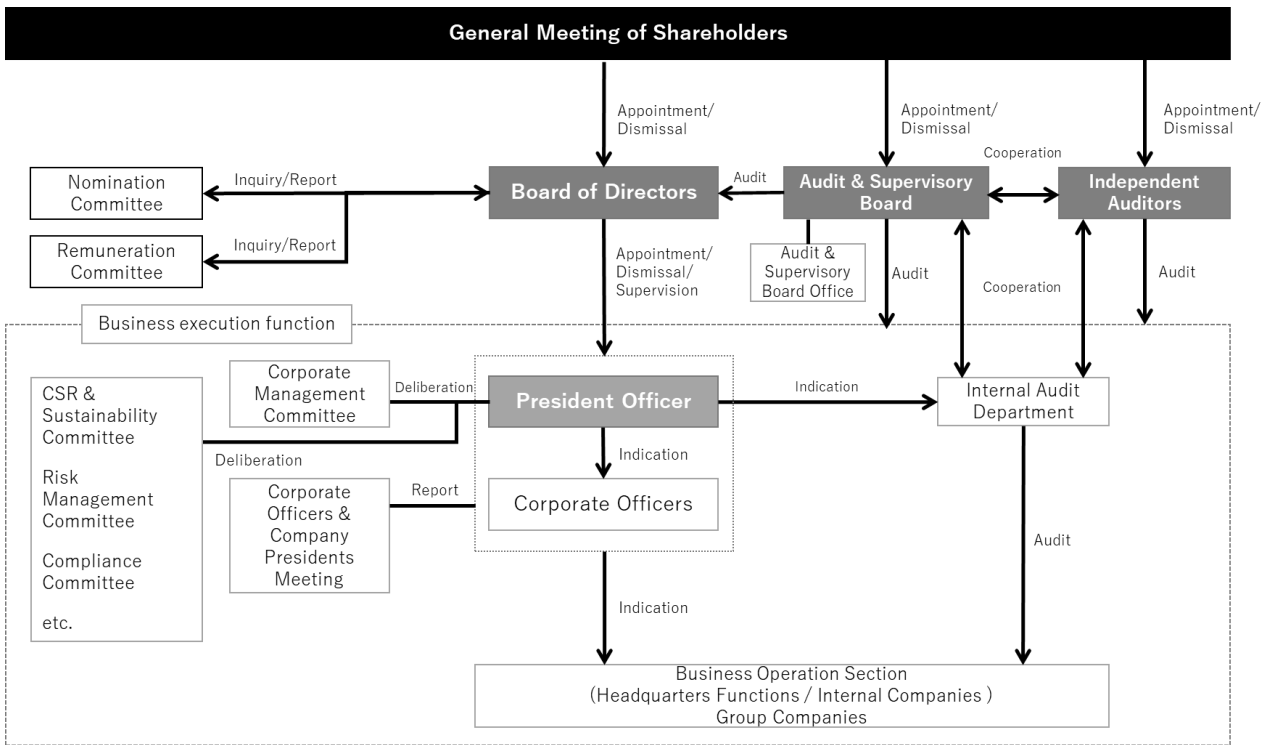 General Meeting of Shareholders
Appointment/
Dismissal
Appointment/
Dismissal
Appointment/
Dismissal
Nomination
Committee
Inquiry/Report
Board of Directors
Audit
Audit & Supervisory
Board
Cooperation
Independent
Auditors
Remuneration
Committee
Inquiry/Report
Appointment/
Dismissal/
Supervision
Audit &
Supervisory
Board Office
Audit
Cooperation
Audit
Business execution function
CSR &
Sustainability
Committee
Risk
Management
Committee
Compliance
Committee
etc.
Corporate
Management
Committee
Deliberation
Deliberation
President Officer
Indication
Internal Audit
Department
Indication
Corporate
Officers &
Company
Presidents
Meeting
Report
Corporate Officers
Audit
Indication
Business Operation Section
(Headquarters Functions / Internal Companies )
Group Companies